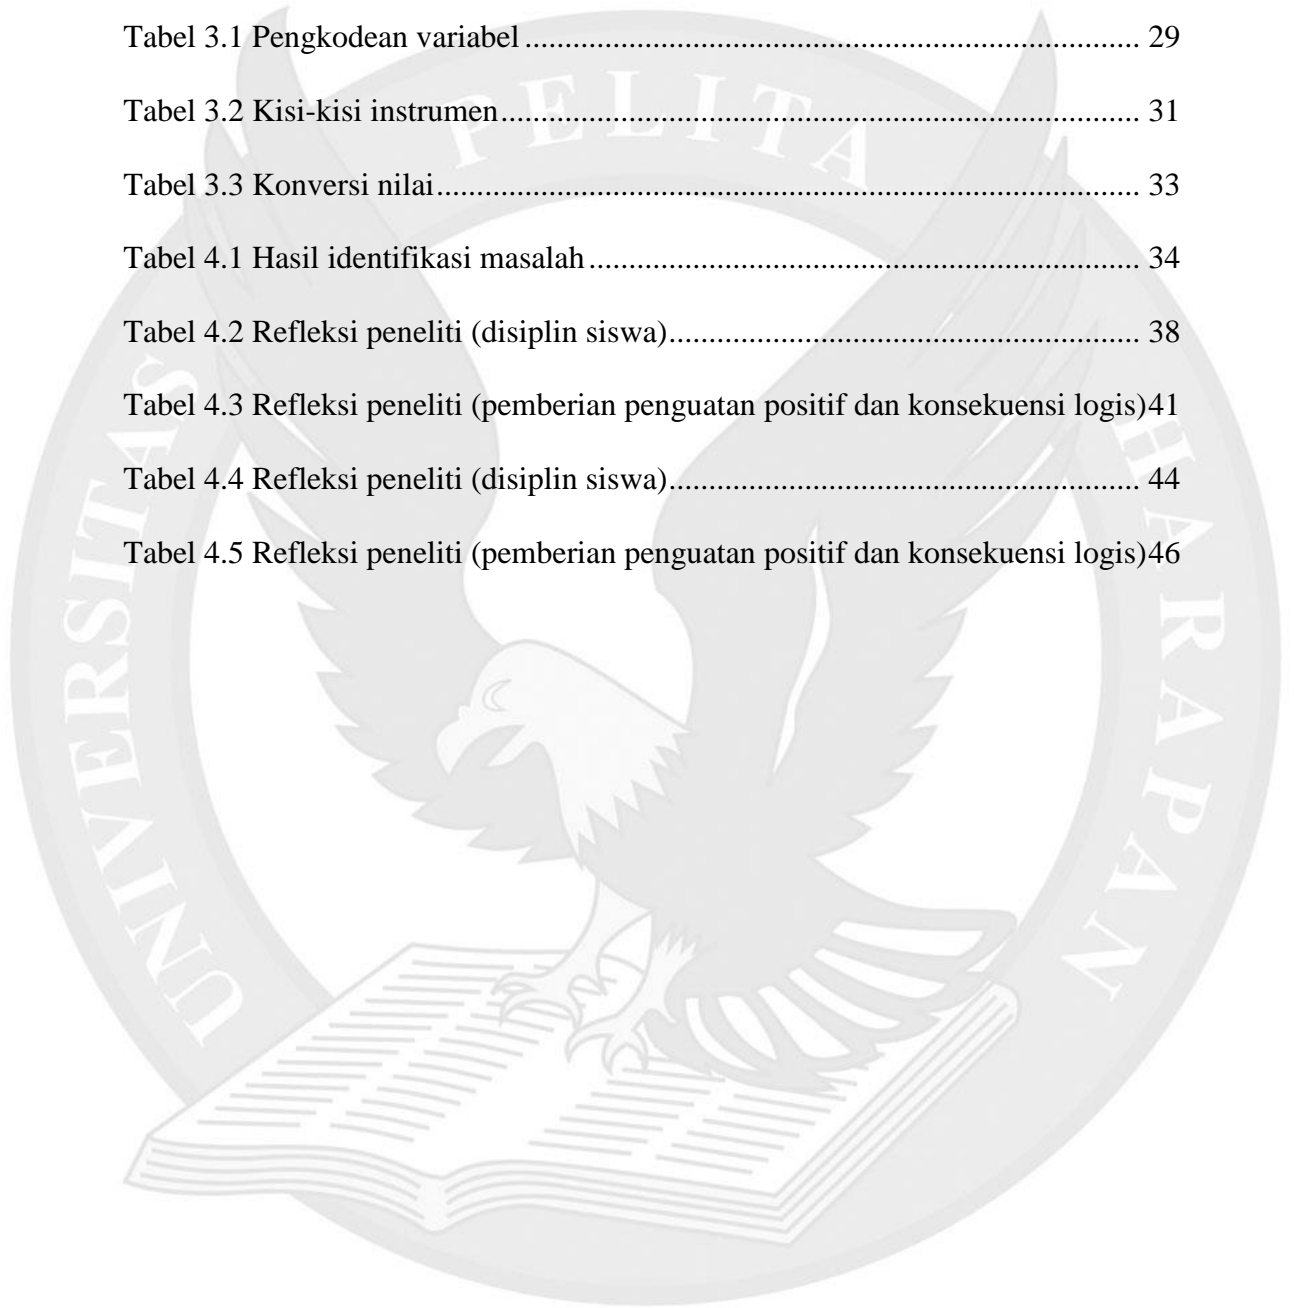 Tabel 3.1 Pengkodean variabel ............................................................................. 29
Tabel 3.2 Kisi-kisi instrumen................................................................................ 31
Tabel 3.3 Konversi nilai........................................................................................ 33
Tabel 4.1 Hasil identifikasi masalah..................................................................... 34
Tabel 4.2 Refleksi peneliti (disiplin siswa)........................................................... 38
Tabel 4.3 Refleksi peneliti (pemberian penguatan positif dan konsekuensi logis)41
Tabel 4.4 Refleksi peneliti (disiplin siswa)........................................................... 44
Tabel 4.5 Refleksi peneliti (pemberian penguatan positif dan konsekuensi logis)46
UNIVERSITAS PELITA HARAPAN